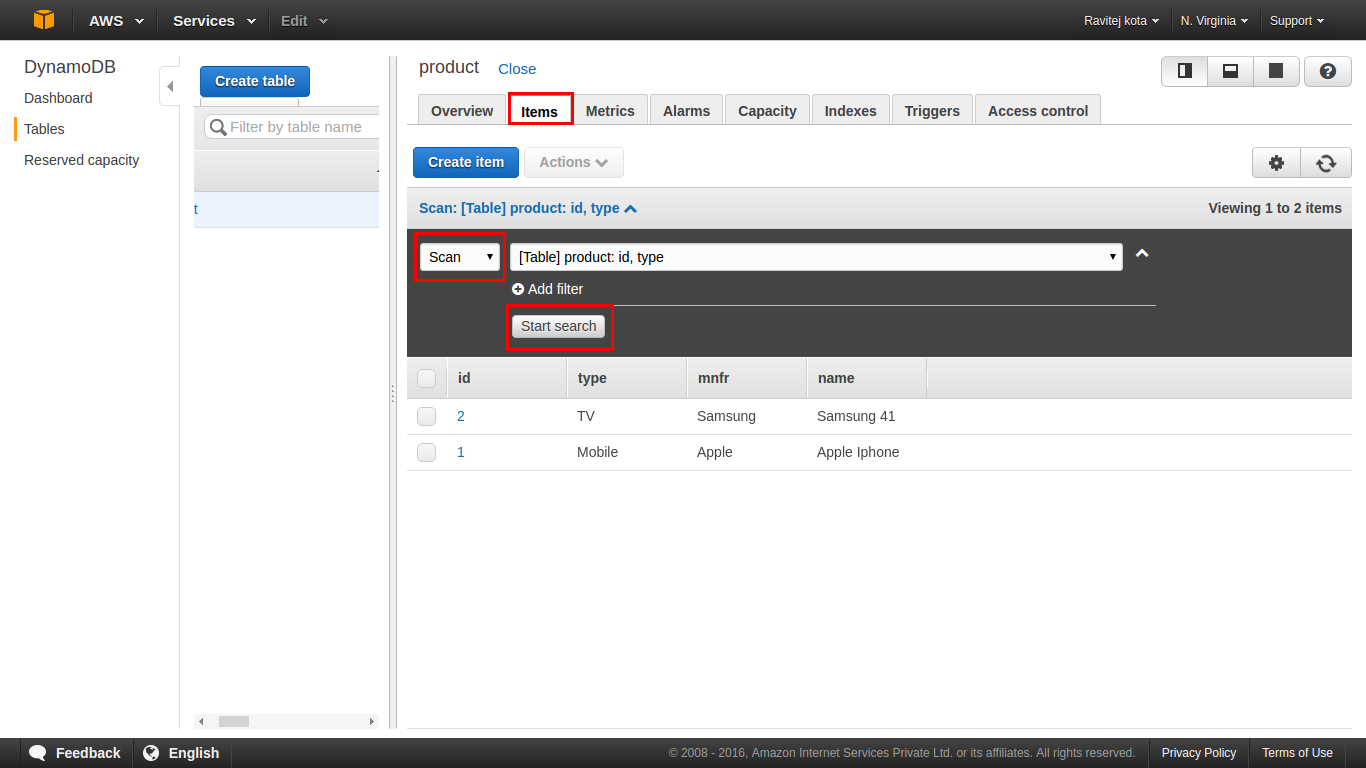 AWS Services Edit Ravitej kota N. Virginia Support
DynamoDB
Dashboard
Tables
Reserved capacity
Create table
Filter by table name
t
product Close
Overview Items Metrics Alarms Capacity Indexes Triggers Access control
Create item Actions
Scan: [Table] product: id, type Viewing 1 to 2 items
Scan [Table] product: id, type
Add filter
Start search
id type mnfr name
2 TV Samsung Samsung 41
1 Mobile Apple Apple Iphone
Feedback English © 2008 - 2016, Amazon Internet Services Private Ltd. or its affiliates. All rights reserved. Privacy Policy Terms of Use